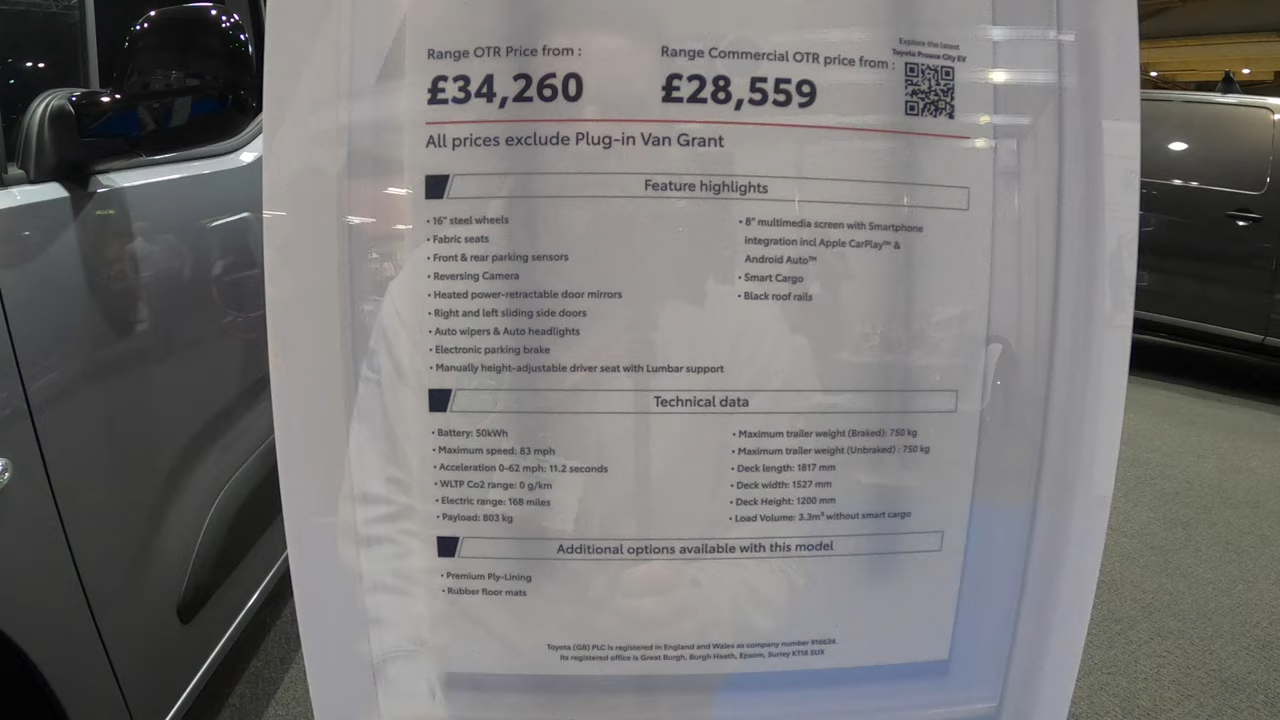 Range OTR Price from :
£34,260
Range Commercial OTR price from :
£28,559
Explore the latest
Toyota Proace City EV
All prices exclude Plug-in Van Grant
Feature highlights
• 16" steel wheels
• Fabric seats
• Front & rear parking sensors
• Reversing Camera
• Heated power-retractable door mirrors
• Right and left sliding side doors
• Auto wipers & Auto headlights
• Electronic parking brake
• Manually height-adjustable driver seat with Lumbar support
• 8" multimedia screen with Smartphone
integration incl Apple CarPlay™ &
Android Auto™
• Smart Cargo
• Black roof rails
Technical data
• Battery: 50kWh
• Maximum speed: 83 mph
• Acceleration 0-62 mph: 11.2 seconds
• WLTP Co2 range: 0 g/km
• Electric range: 168 miles
• Payload: 803 kg
• Maximum trailer weight (Braked): 750 kg
• Maximum trailer weight (Unbraked) : 750 kg
• Deck length: 1817 mm
• Deck width: 1527 mm
• Deck Height: 1200 mm
• Load Volume: 3.3m³ without smart cargo
Additional options available with this model
• Premium Ply-Lining
• Rubber floor mats
Toyota (GB) PLC is registered in England and Wales as company number 916634.
Its registered office is Great Burgh, Burgh Heath, Epsom, Surrey KT18 5UX